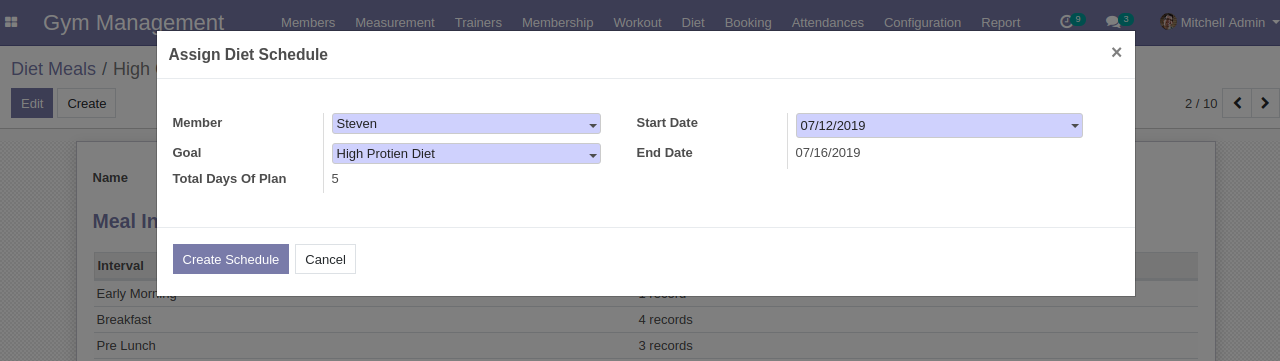 Gym Management Members Measurement Trainers Membership Workout Diet Booking Attendances Configuration Report 9 3 Mitchell Admin
Assign Diet Schedule ×
Diet Meals / High
Edit Create 2 / 10
Member Steven Start Date 07/12/2019
Goal High Protien Diet End Date 07/16/2019
Total Days Of Plan 5
Name
Meal In
Create Schedule Cancel
Interval
Early Morning 1 record
Breakfast 4 records
Pre Lunch 3 records